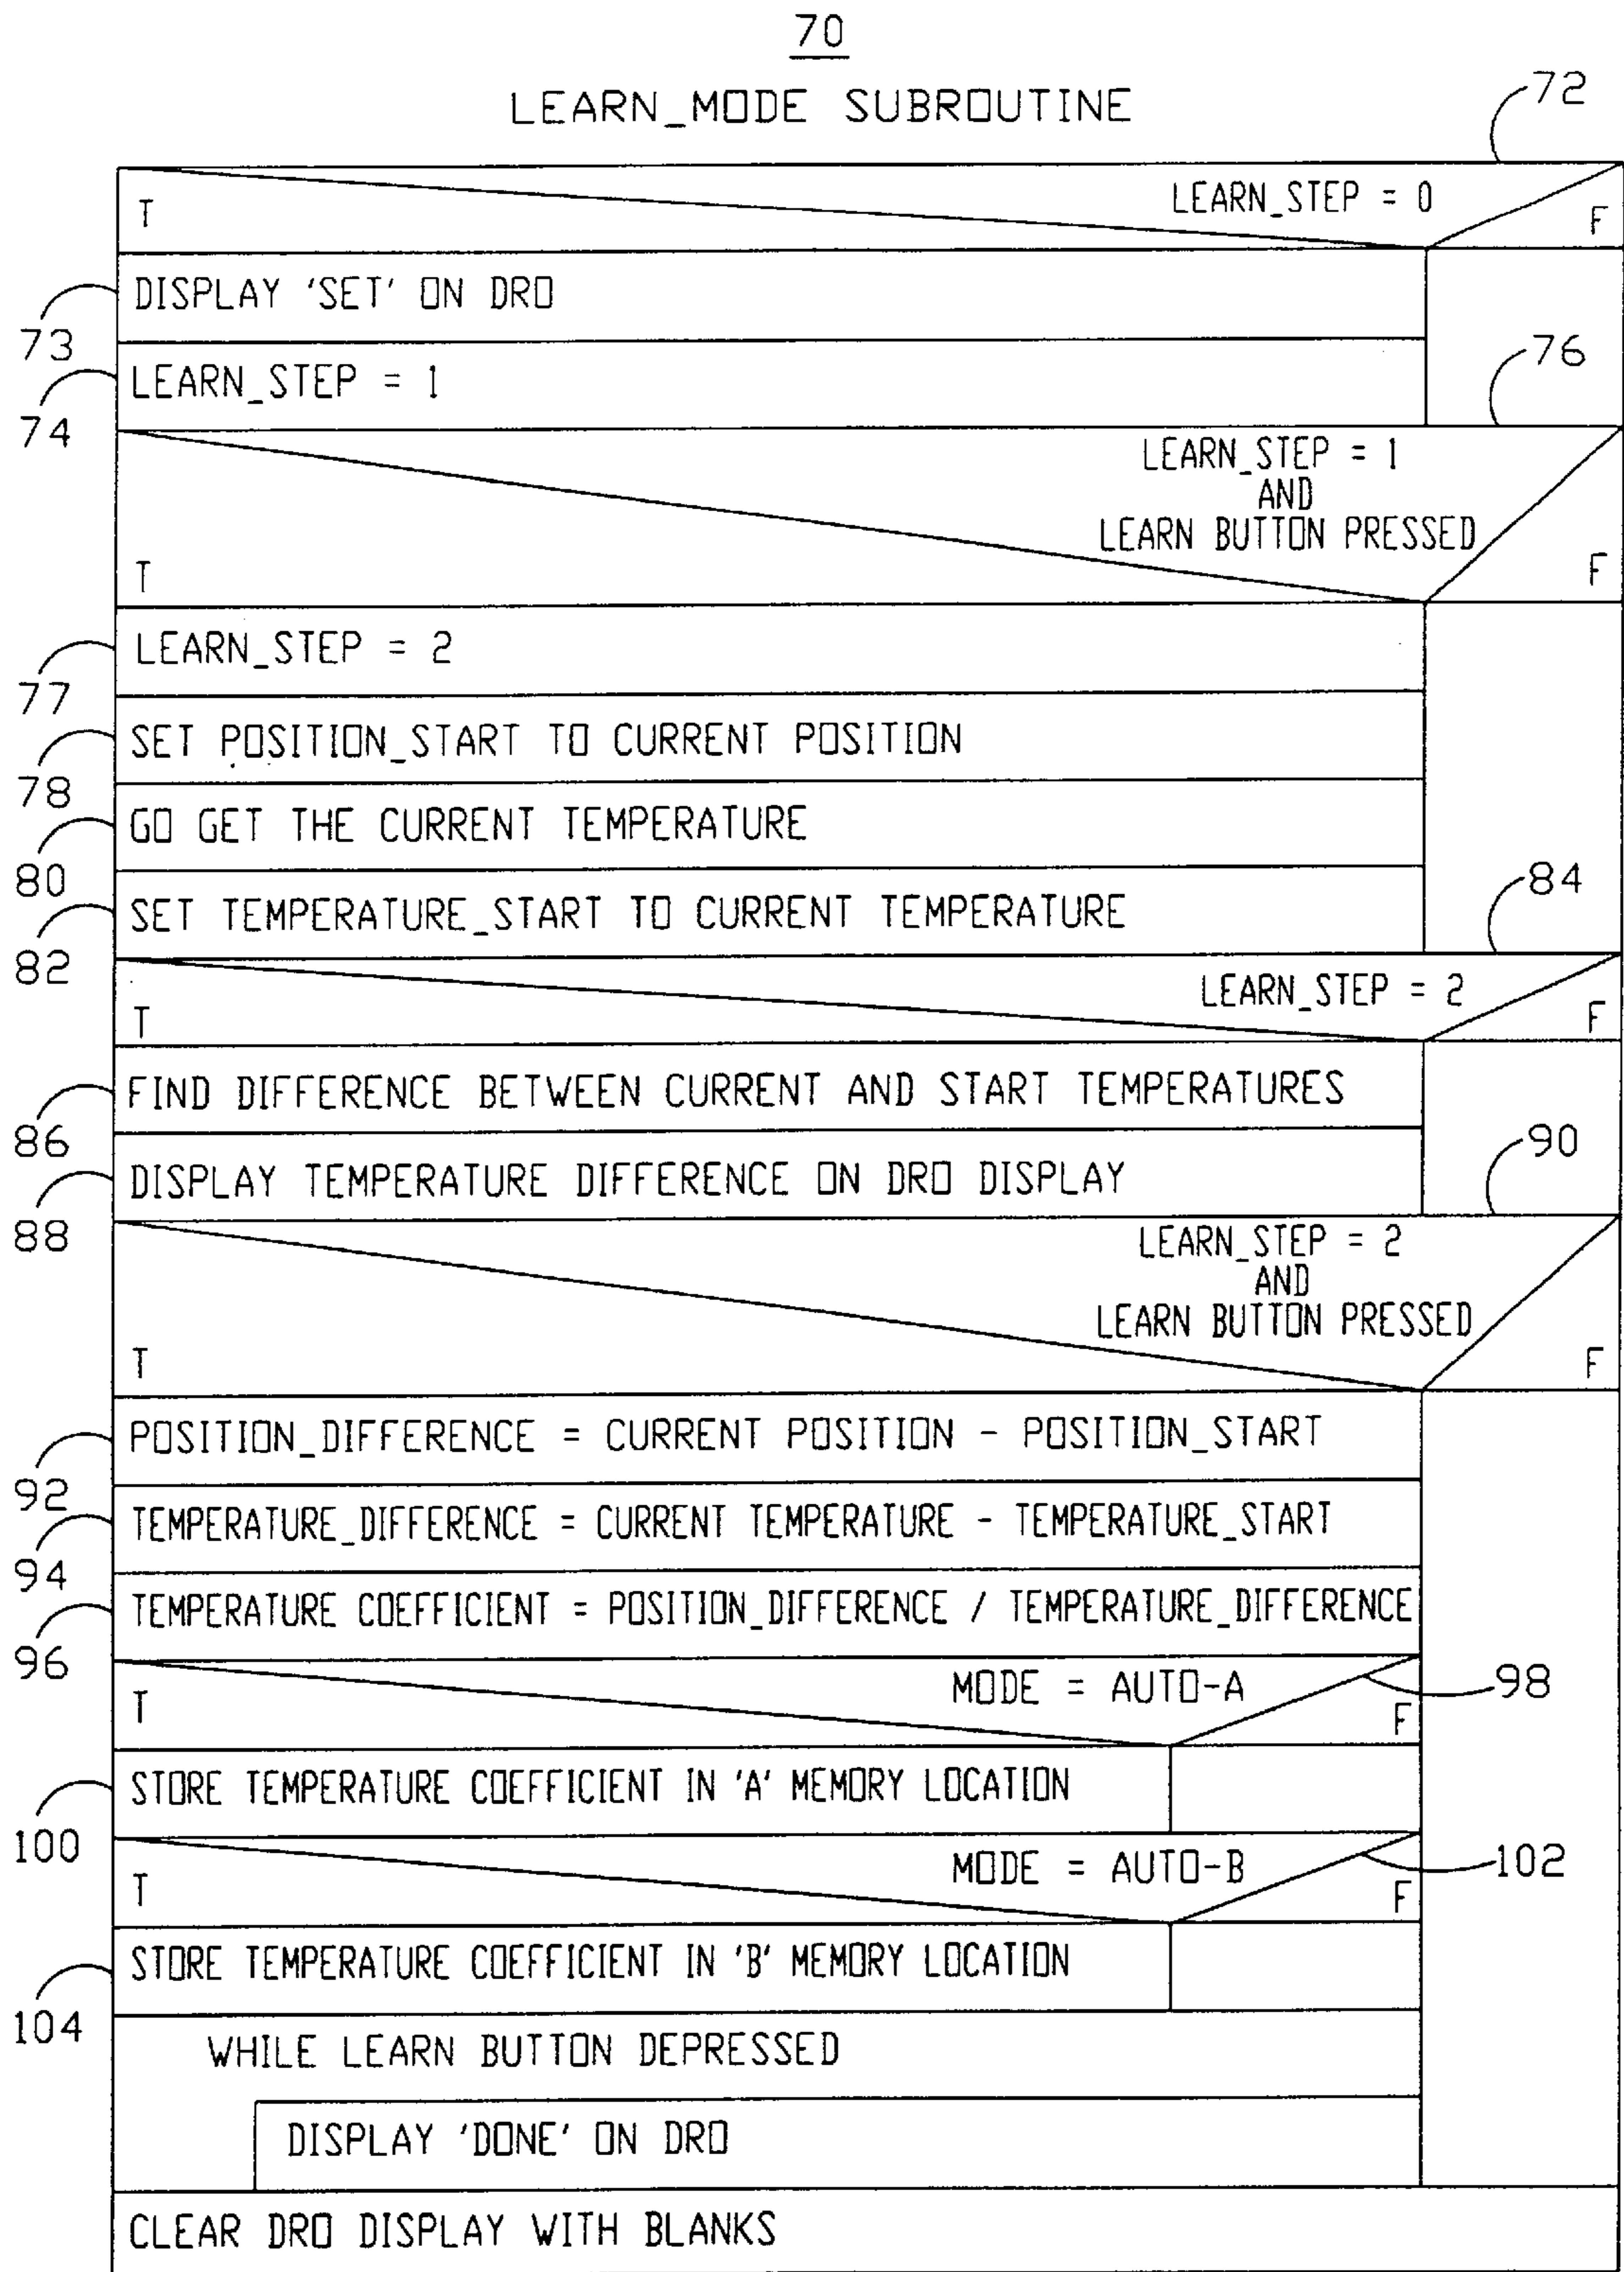 70
LEARN_MODE SUBROUTINE
72
LEARN_STEP = 0
T
F
DISPLAY 'SET' ON DRO
73
LEARN_STEP = 1
74
76
LEARN_STEP = 1
AND
LEARN BUTTON PRESSED
T
F
LEARN_STEP = 2
77
SET POSITION_START TO CURRENT POSITION
78
GO GET THE CURRENT TEMPERATURE
80
SET TEMPERATURE_START TO CURRENT TEMPERATURE
82
84
LEARN_STEP = 2
T
F
FIND DIFFERENCE BETWEEN CURRENT AND START TEMPERATURES
86
DISPLAY TEMPERATURE DIFFERENCE ON DRO DISPLAY
88
90
LEARN_STEP = 2
AND
LEARN BUTTON PRESSED
T
F
POSITION_DIFFERENCE = CURRENT POSITION - POSITION_START
92
TEMPERATURE_DIFFERENCE = CURRENT TEMPERATURE - TEMPERATURE_START
94
TEMPERATURE COEFFICIENT = POSITION_DIFFERENCE / TEMPERATURE_DIFFERENCE
96
MODE = AUTO-A
98
T
F
STORE TEMPERATURE COEFFICIENT IN 'A' MEMORY LOCATION
100
MODE = AUTO-B
102
T
F
STORE TEMPERATURE COEFFICIENT IN 'B' MEMORY LOCATION
104
WHILE LEARN BUTTON DEPRESSED
DISPLAY 'DONE' ON DRO
CLEAR DRO DISPLAY WITH BLANKS